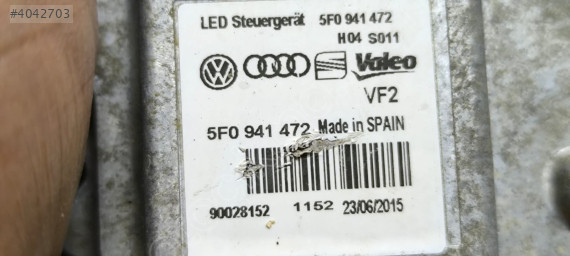 #4042703
LED Steuergerät 5F0 941 472
H04 S011
Valeo
VF2
5F0 941 472 Made in SPAIN
90028152 1152 23/06/2015